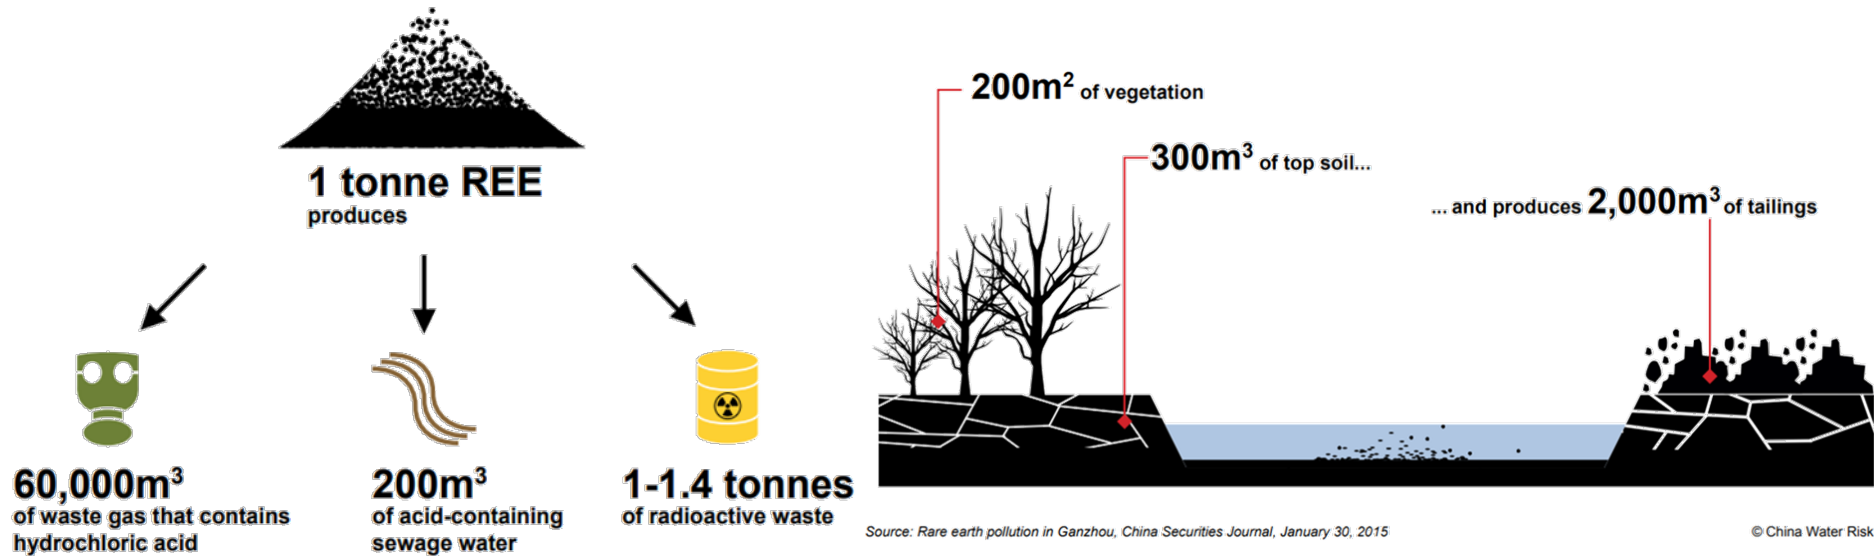 1 tonne REE
produces
60,000m³
of waste gas that contains
hydrochloric acid
200m³
of acid-containing
sewage water
1-1.4 tonnes
of radioactive waste
200m² of vegetation
300m³ of top soil...
... and produces 2,000m³ of tailings
Source: Rare earth pollution in Ganzhou, China Securities Journal, January 30, 2015
© China Water Risk